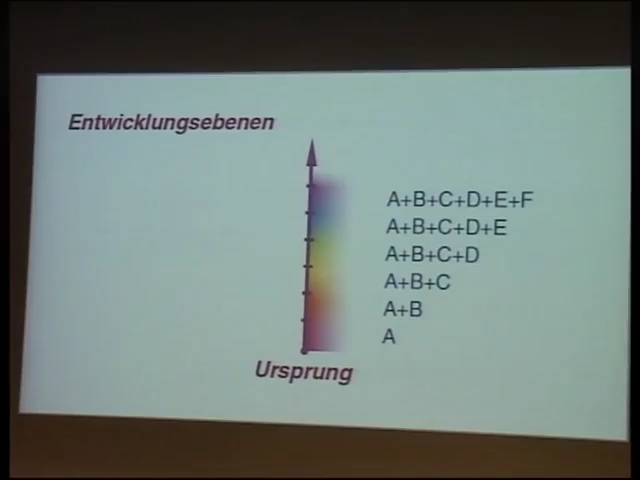 Entwicklungsebenen
A+B+C+D+E+F
A+B+C+D+E
A+B+C+D
A+B+C
A+B
A
Ursprung